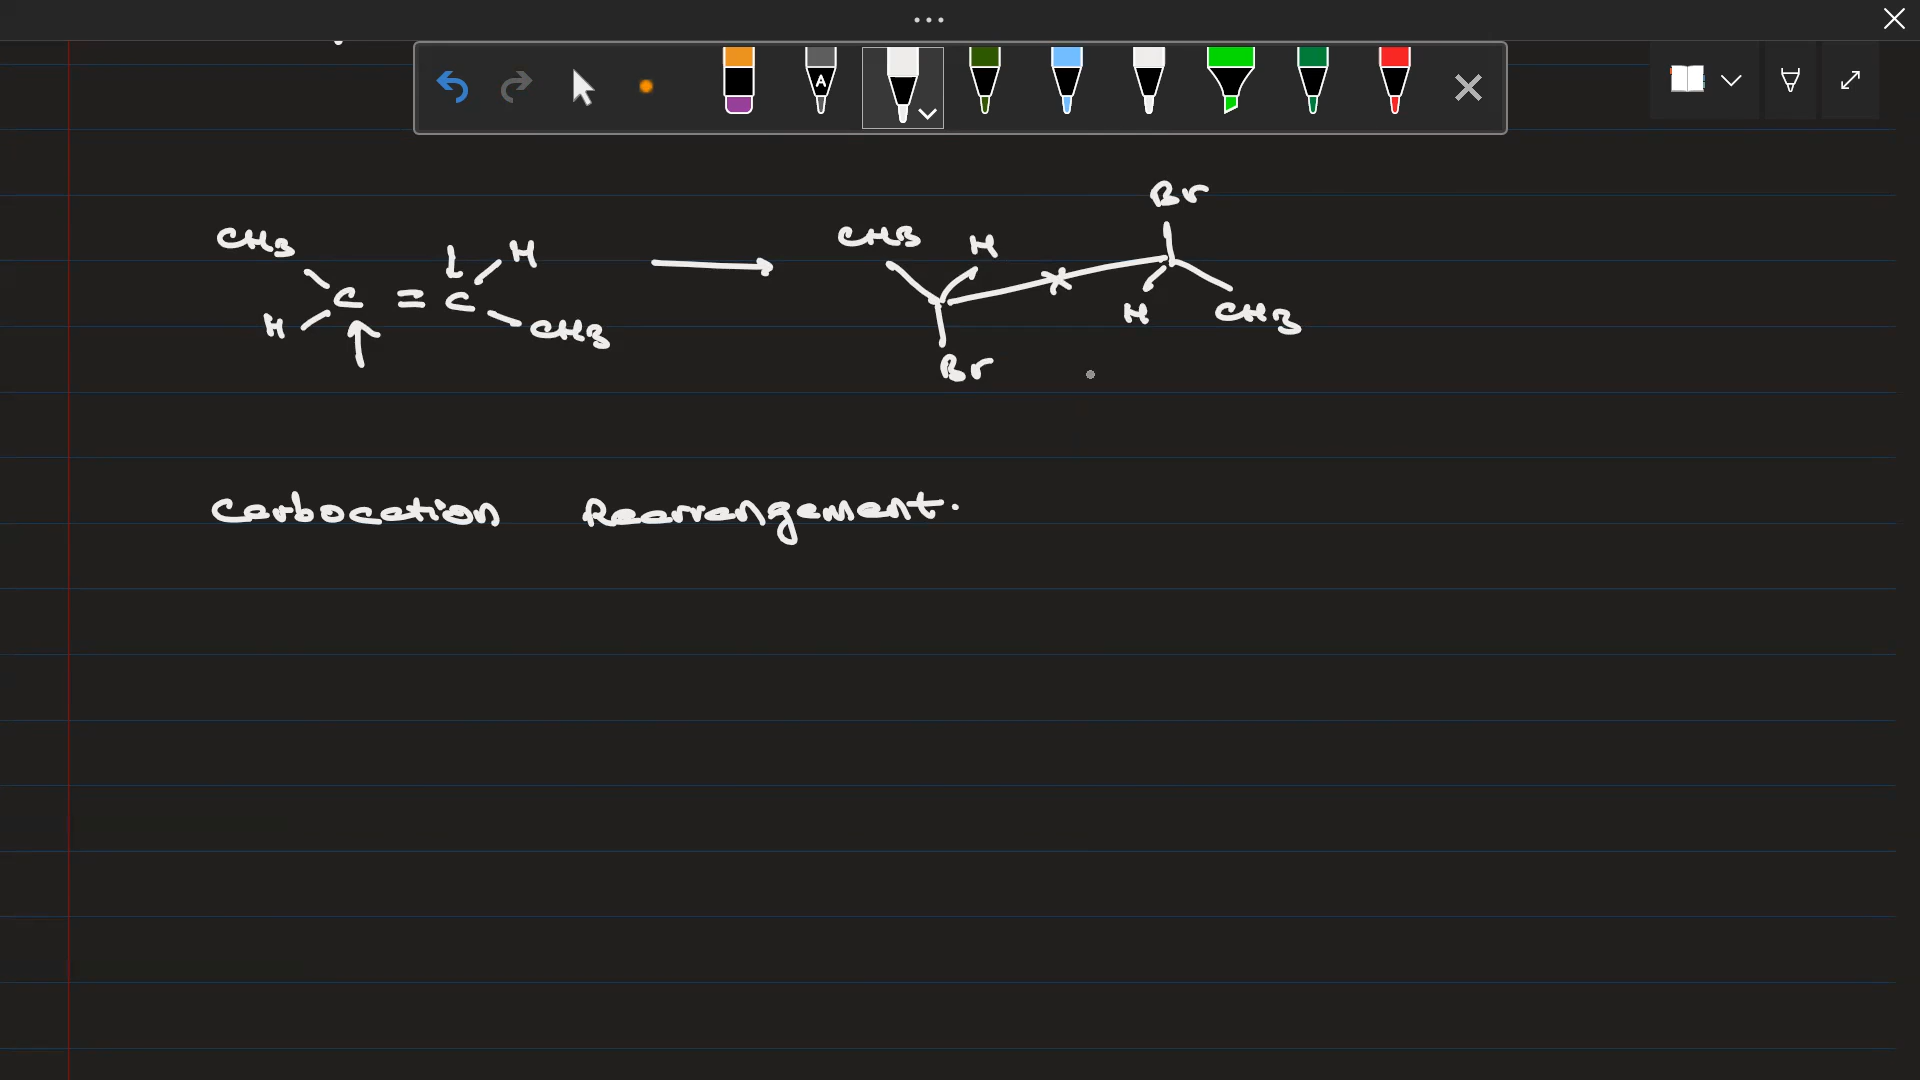 CH3 H → CH3 H Br
C = C
H CH3 H CH3
Br
Carbocation Rearrangement.
A